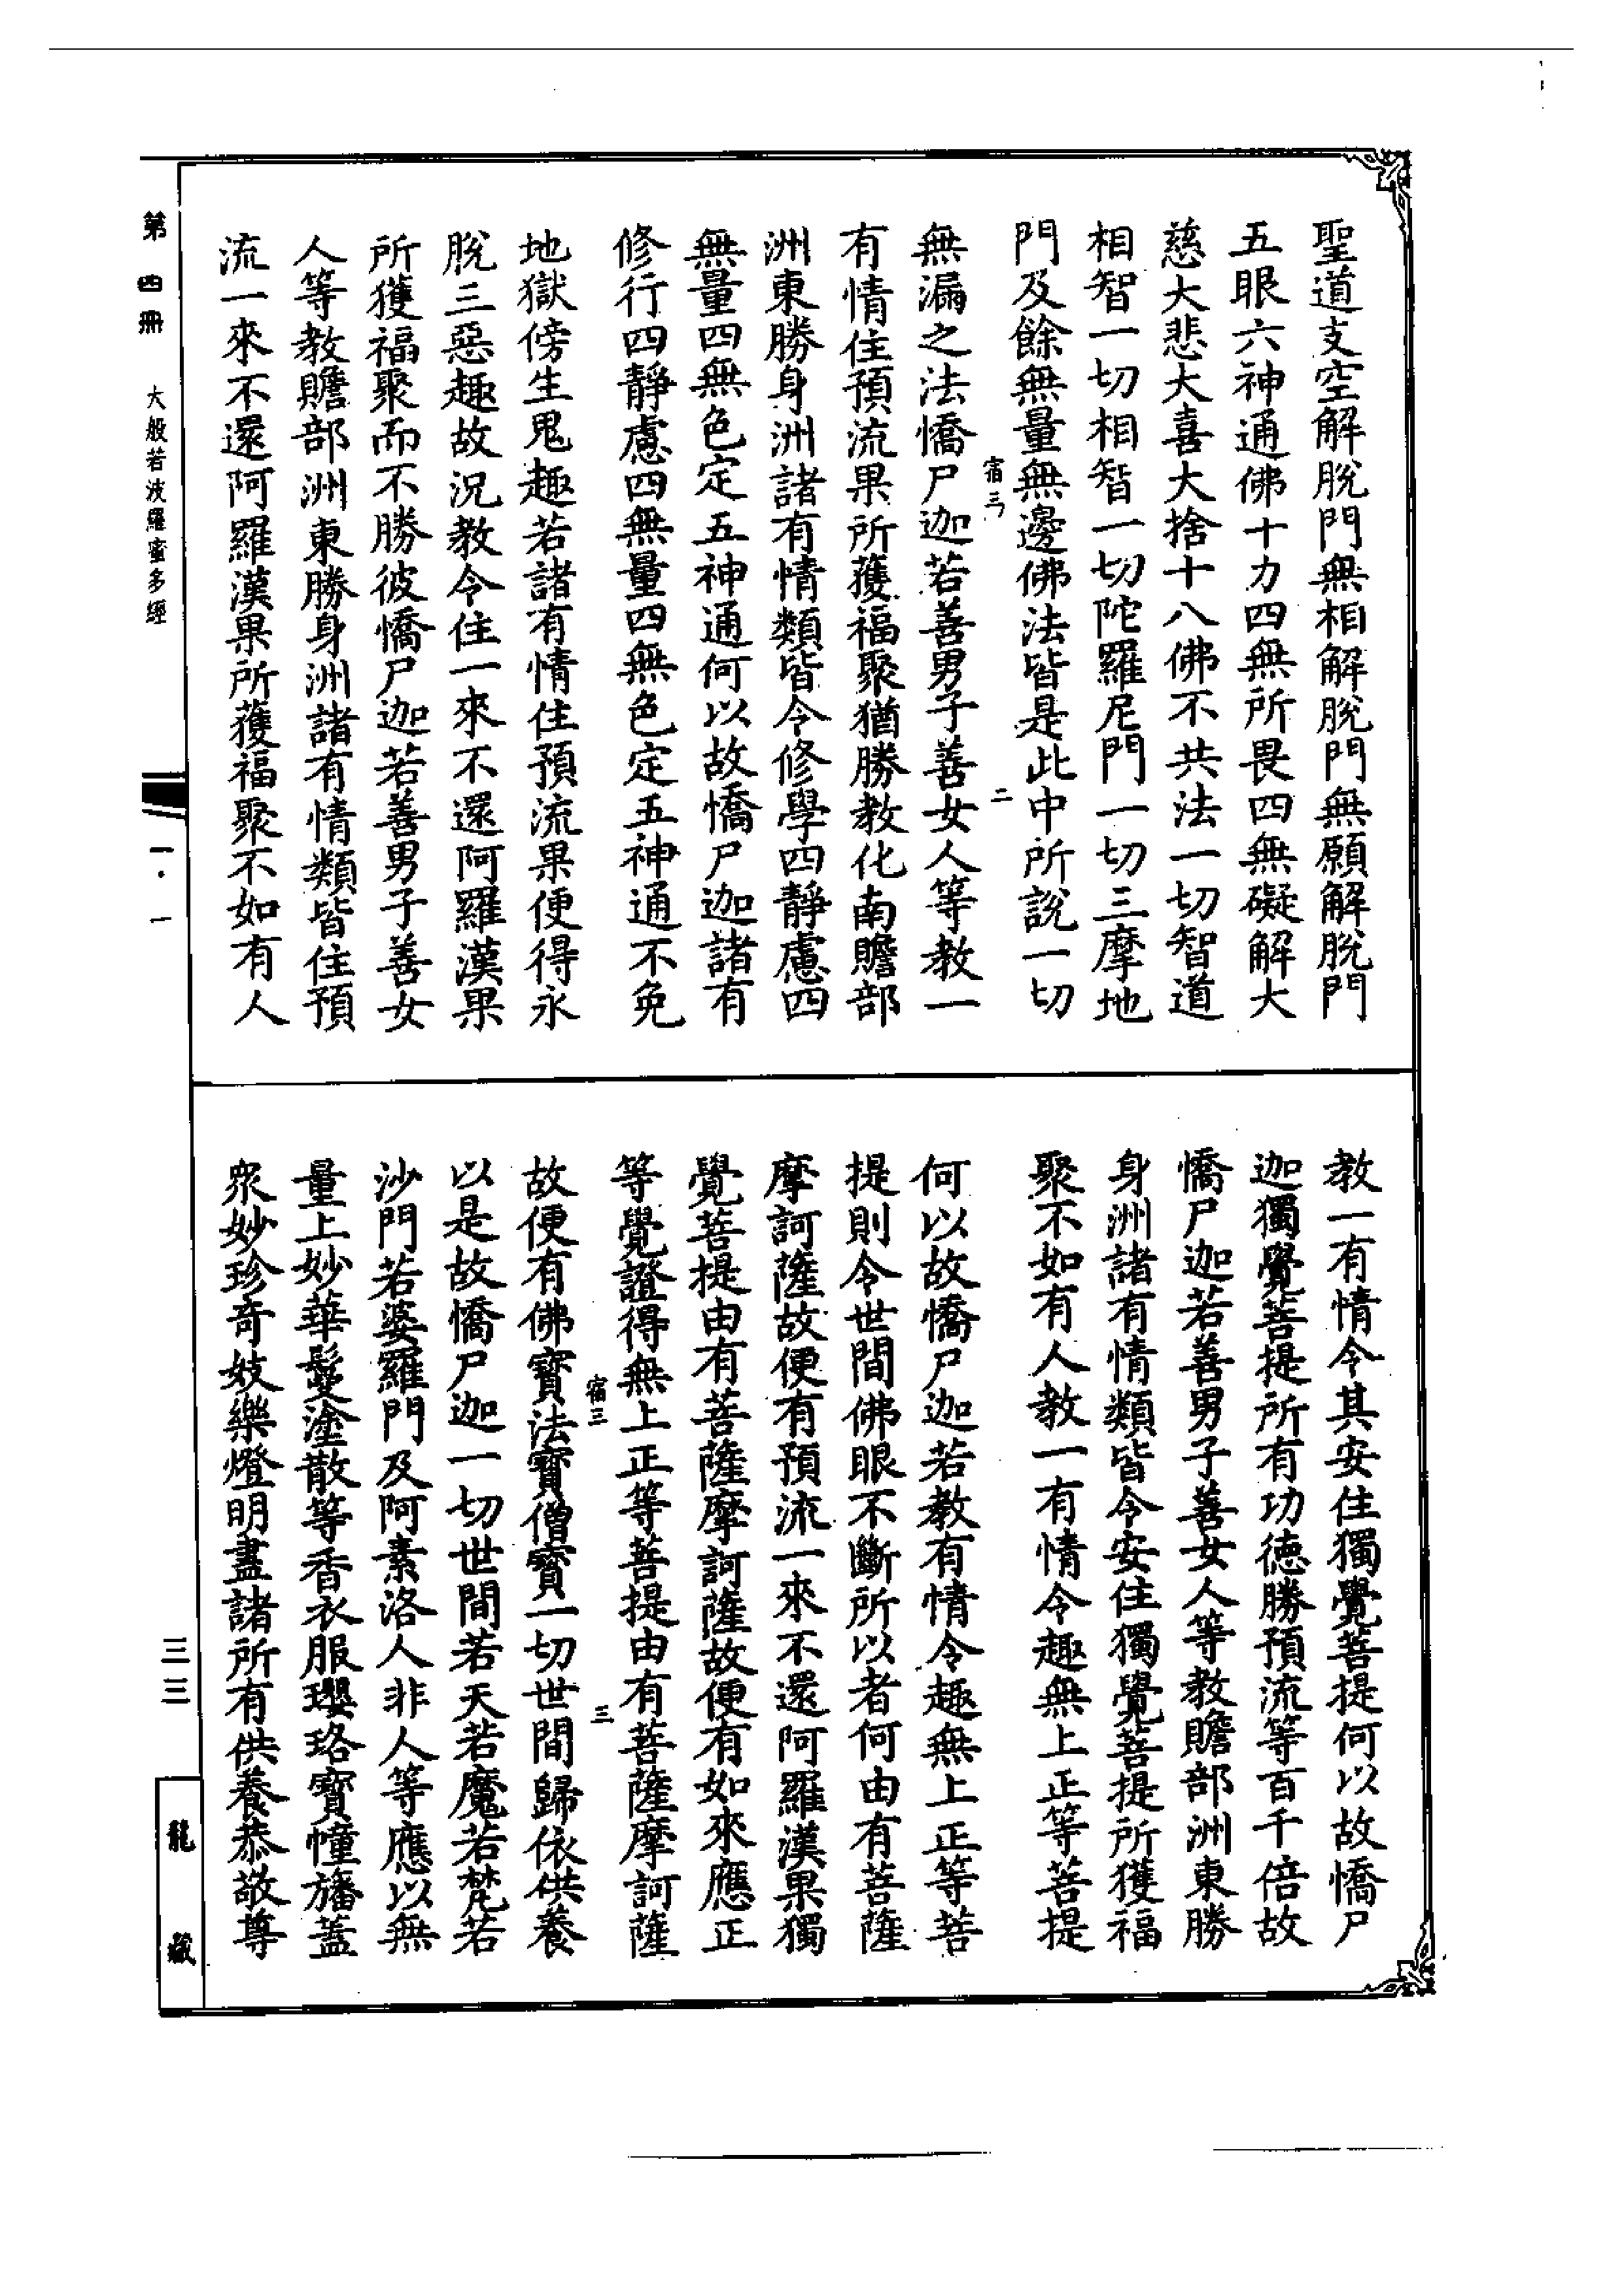 聖道支空解脫門無相解脫門無願解脫門
五眼六神通佛十力四無所畏四無礙解大
慈大悲大喜大捨十八佛不共法一切智道
相智一切相智一切陀羅尼門一切三摩地
門及餘無量無邊佛法皆是此中所說一切
宿三 二
無漏之法憍尸迦若善男子善女人等教一
有情住預流果所獲福聚猶勝教化南贍部
洲東勝身洲諸有情類皆令修學四靜慮四
無量四無色定五神通何以故憍尸迦諸有
修行四靜慮四無量四無色定五神通不免
地獄傍生鬼趣若諸有情住預流果便得永
脫三惡趣故況教令住一來不還阿羅漢果
所獲福聚而不勝彼憍尸迦若善男子善女
人等教贍部洲東勝身洲諸有情類皆住預
流一來不還阿羅漢果所獲福聚不如有人
教一有情令其安住獨覺菩提何以故憍尸
迦獨覺菩提所有功德勝預流等百千倍故
憍尸迦若善男子善女人等教贍部洲東勝
身洲諸有情類皆令安住獨覺菩提所獲福
聚不如有人教一有情令趣無上正等菩提
何以故憍尸迦若教有情令趣無上正等菩
提則令世間佛眼不斷所以者何由有菩薩
摩訶薩故便有預流一來不還阿羅漢果獨
覺菩提由有菩薩摩訶薩故便有如來應正
等覺證得無上正等菩提由有菩薩摩訶薩
宿三 三
故便有佛寶法寶僧寶一切世間歸依供養
以是故憍尸迦一切世間若天若魔若梵若
沙門若婆羅門及阿素洛人非人等應以無
量上妙華鬘塗散等香衣服瓔珞寶幢旛蓋
眾妙珍奇妓樂燈明盡諸所有供養恭敬尊
第四冊 大般若波羅蜜多經 一·一 三三 龍藏